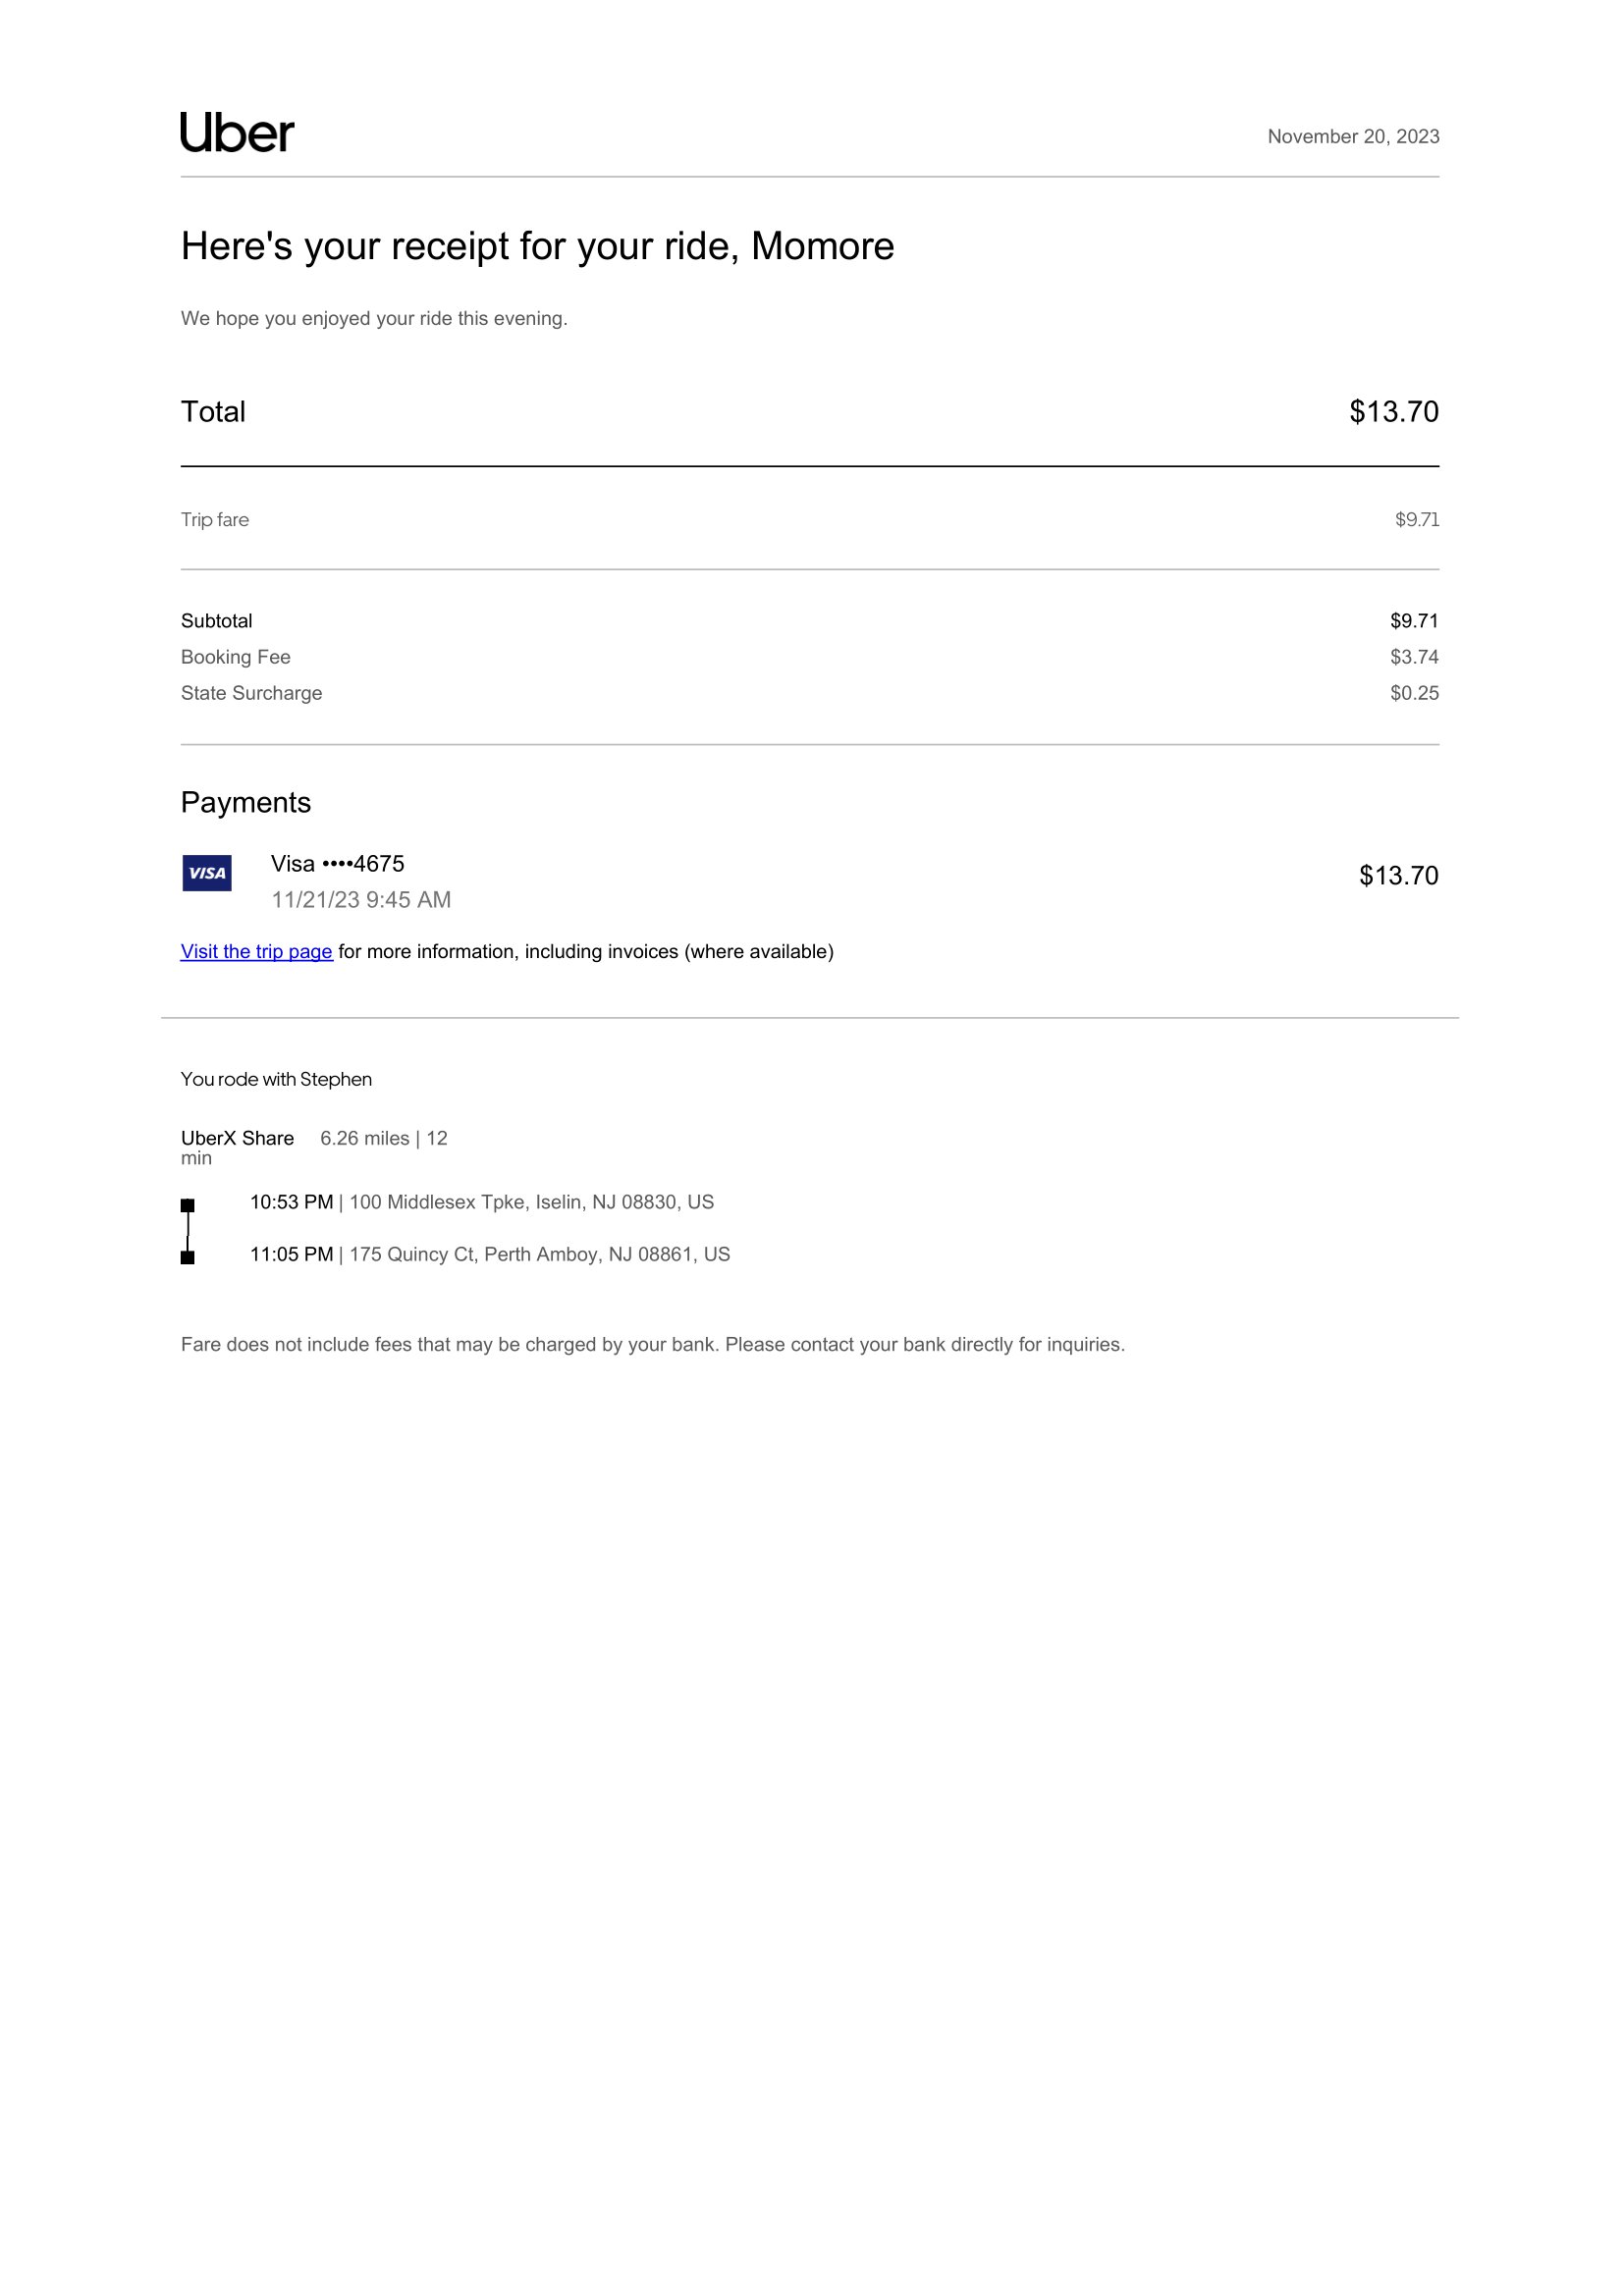 Uber
November 20, 2023
Here's your receipt for your ride, Momore
We hope you enjoyed your ride this evening.
Total $13.70
Trip fare $9.71
Subtotal $9.71
Booking Fee $3.74
State Surcharge $0.25
Payments
VISA
Visa ••••4675
$13.70
11/21/23 9:45 AM
Visit the trip page for more information, including invoices (where available)
You rode with Stephen
UberX Share 6.26 miles | 12
min
10:53 PM | 100 Middlesex Tpke, Iselin, NJ 08830, US
11:05 PM | 175 Quincy Ct, Perth Amboy, NJ 08861, US
Fare does not include fees that may be charged by your bank. Please contact your bank directly for inquiries.